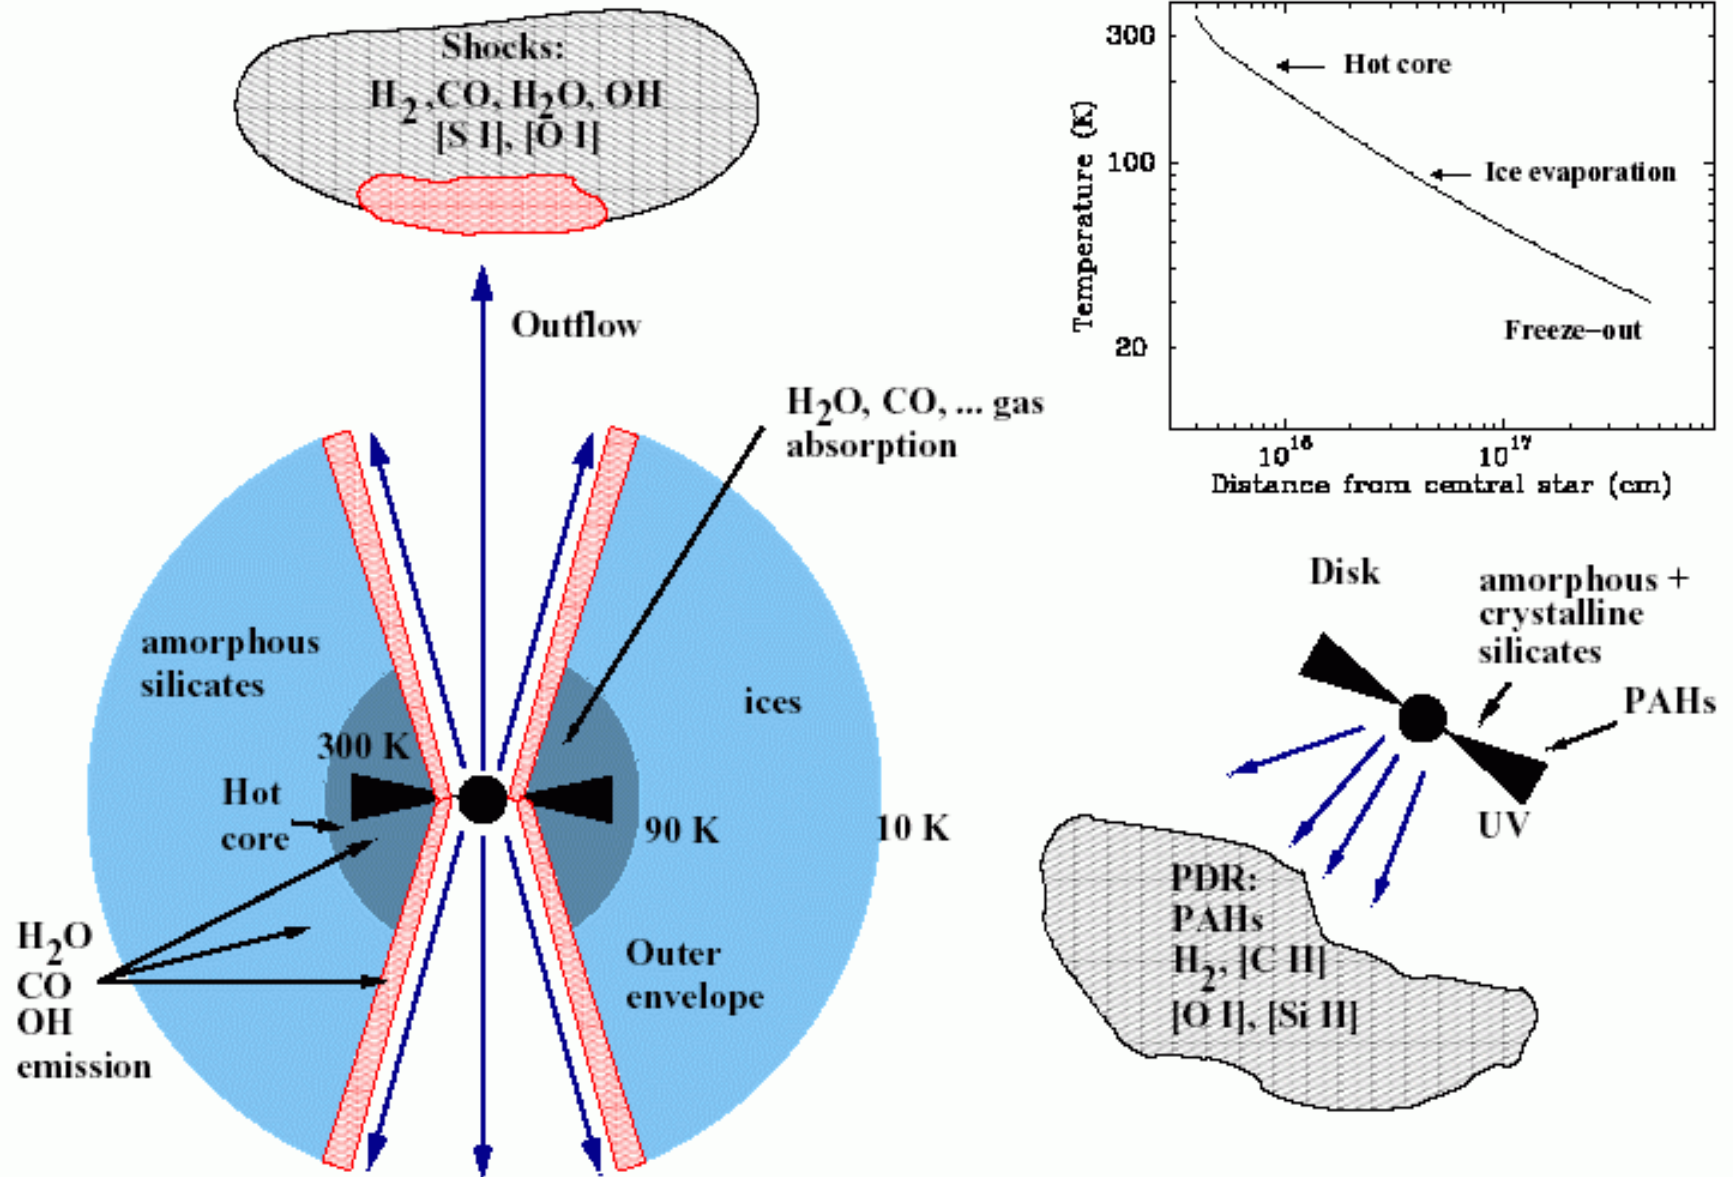 Shocks:
H2 ,CO, H2O, OH
[S I], [O I]
Outflow
H2O, CO, ... gas
absorption
amorphous
silicates
ices
300 K
Hot
core
90 K
10 K
H2O
CO
OH
emission
Outer
envelope
300
100
20
Temperature (K)
Hot core
Ice evaporation
Freeze-out
10^16
10^17
Distance from central star (cm)
Disk
amorphous +
crystalline
silicates
PAHs
UV
PDR:
PAHs
H2, [C II]
[O I], [Si II]